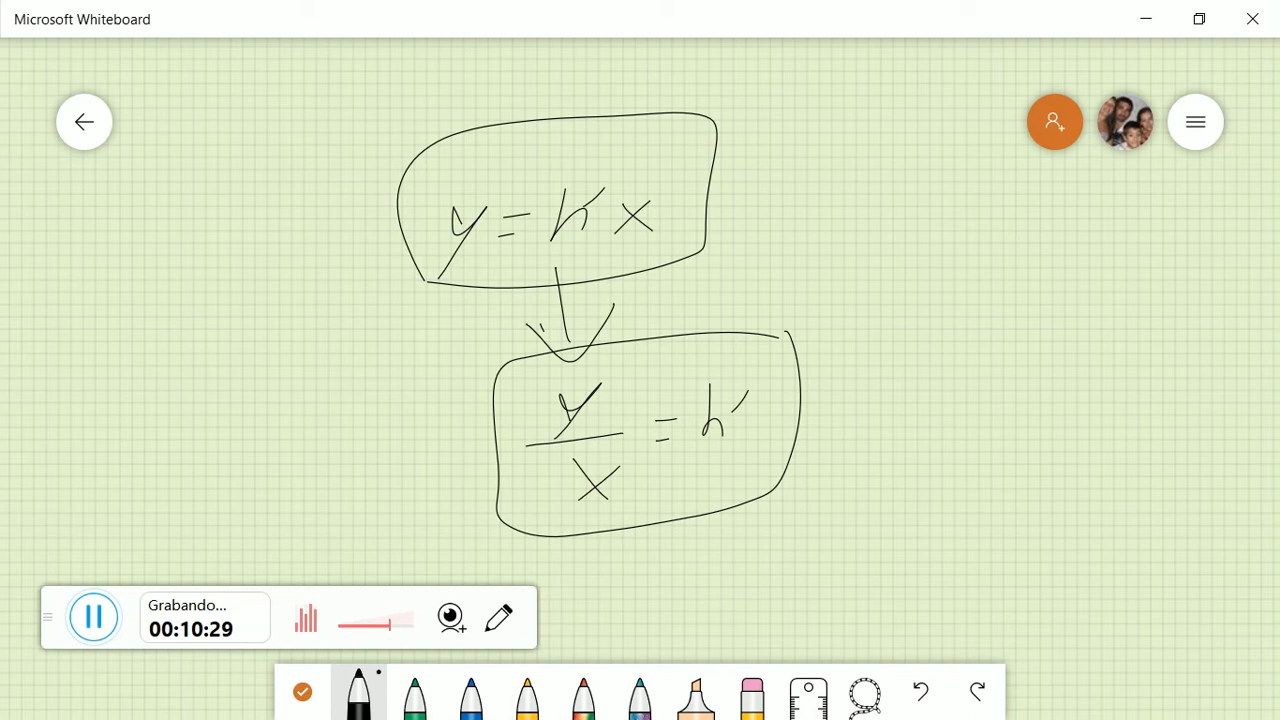 Microsoft Whiteboard
y = k x
y/x = k
Grabando...
00:10:29